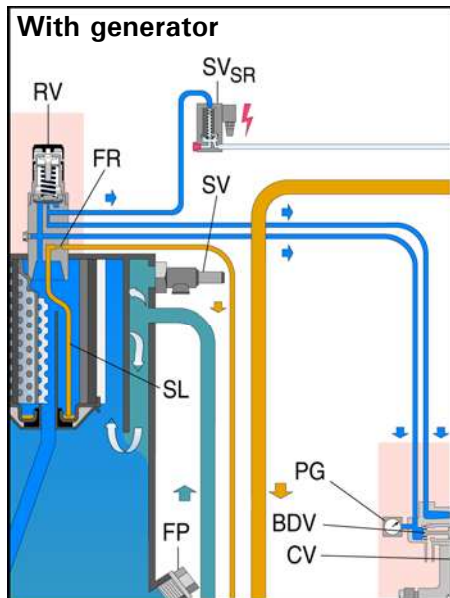 With generator
SVSR
RV
FR
SV
SL
PG
BDV
FP
CV